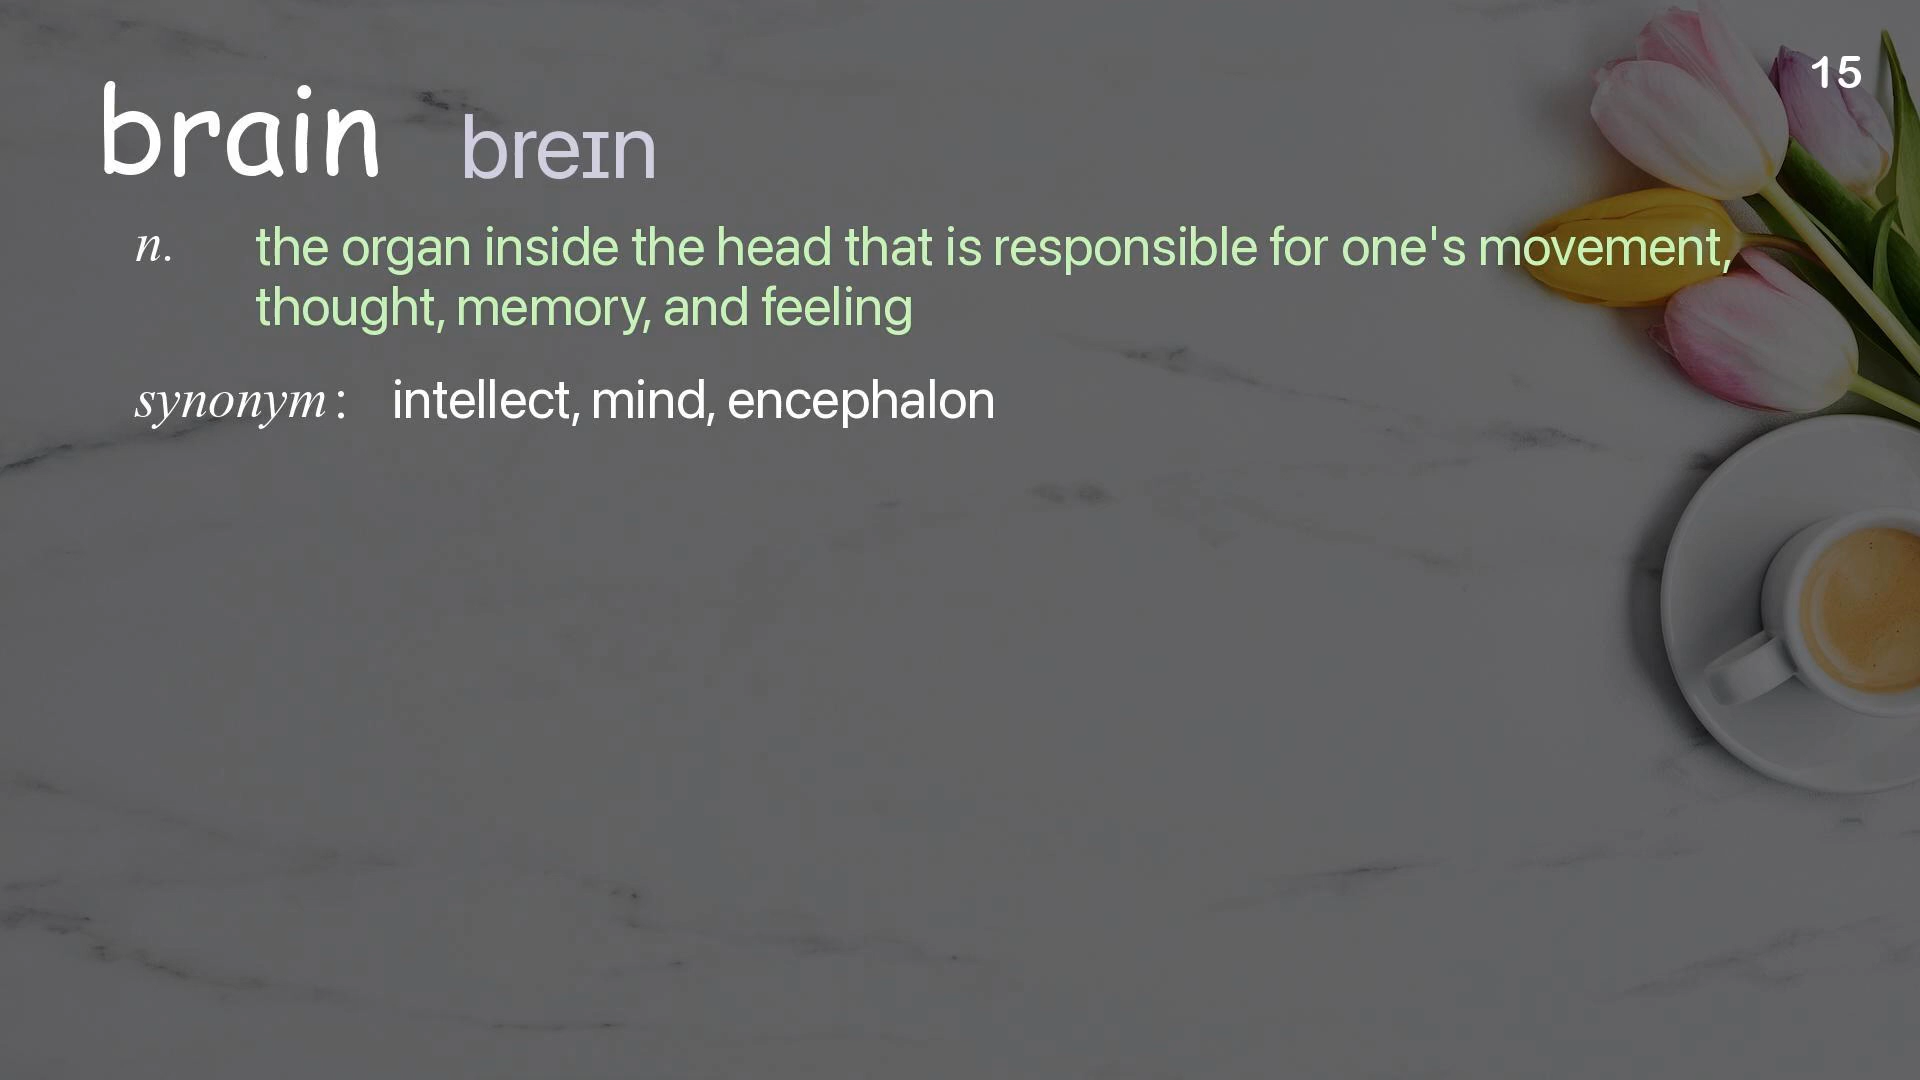 15
brain breɪn
n. the organ inside the head that is responsible for one's movement,
thought, memory, and feeling
synonym: intellect, mind, encephalon